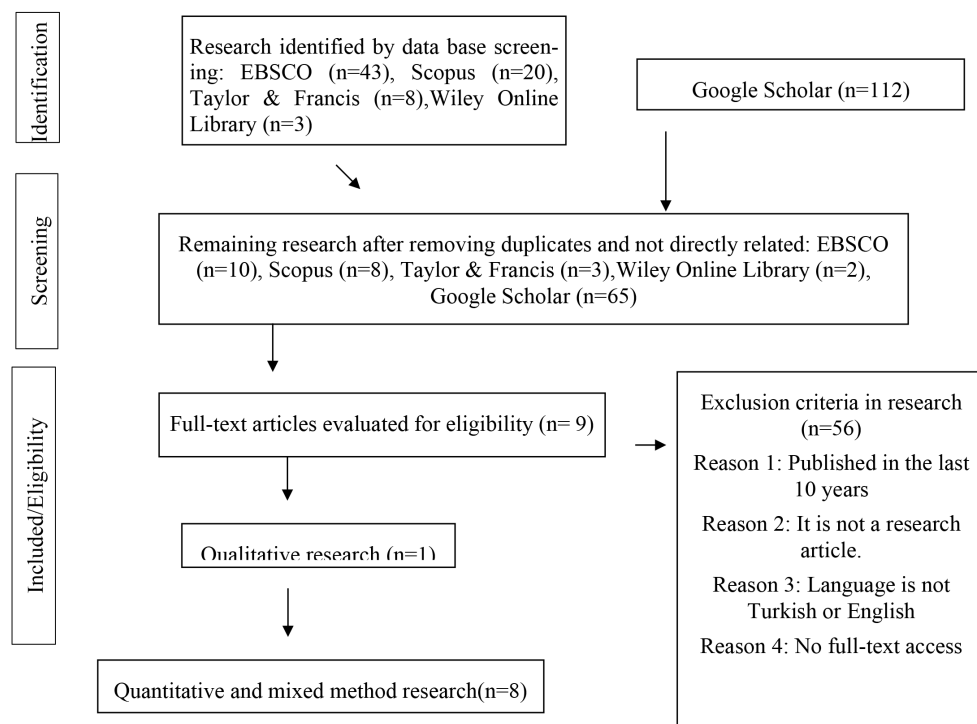 Identification
Research identified by data base screen-
ing: EBSCO (n=43), Scopus (n=20),
Taylor & Francis (n=8),Wiley Online
Library (n=3)
Google Scholar (n=112)
Screening
Remaining research after removing duplicates and not directly related: EBSCO
(n=10), Scopus (n=8), Taylor & Francis (n=3),Wiley Online Library (n=2),
Google Scholar (n=65)
Included/Eligibility
Full-text articles evaluated for eligibility (n= 9)
Qualitative research (n=1)
Quantitative and mixed method research(n=8)
Exclusion criteria in research
(n=56)
Reason 1: Published in the last
10 years
Reason 2: It is not a research
article.
Reason 3: Language is not
Turkish or English
Reason 4: No full-text access